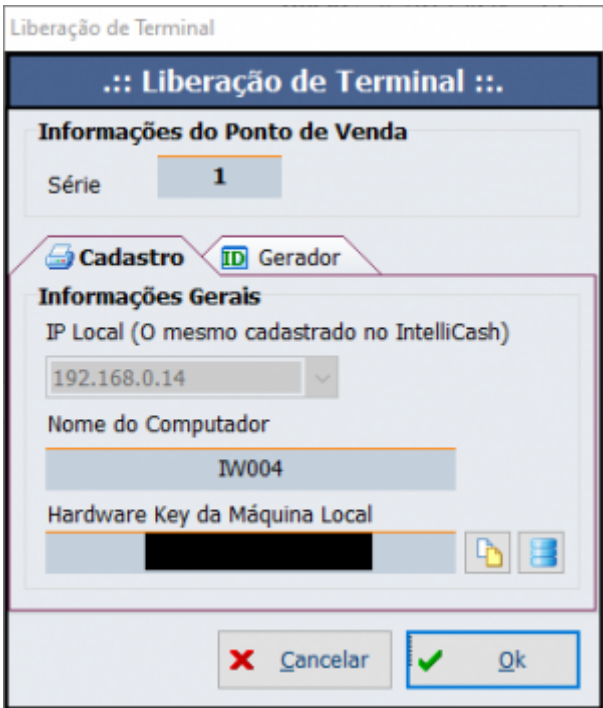 Liberação de Terminal
.:: Liberação de Terminal ::.
Informações do Ponto de Venda
Série 1
Cadastro ID Gerador
Informações Gerais
IP Local (O mesmo cadastrado no IntelliCash)
192.168.0.14
Nome do Computador
IW004
Hardware Key da Máquina Local
Cancelar Ok